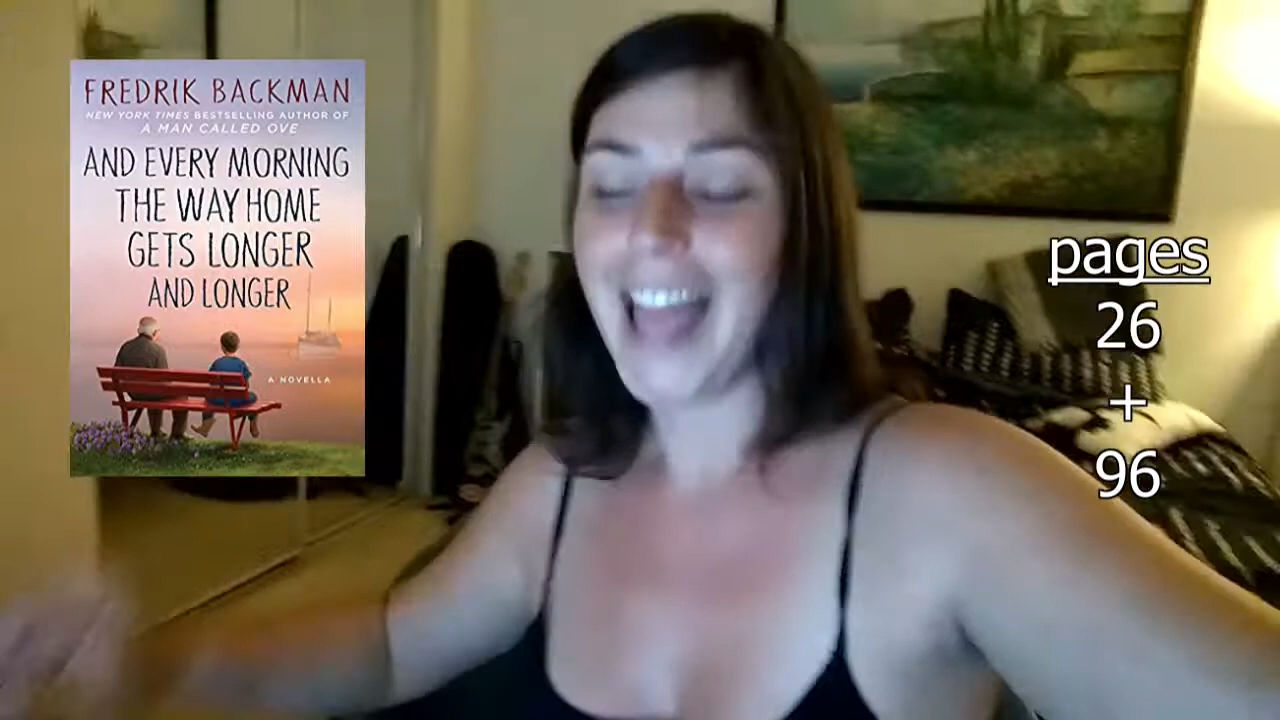 FREDRIK BACKMAN
NEW YORK TIMES BESTSELLING AUTHOR OF
A MAN CALLED OVE
AND EVERY MORNING
THE WAY HOME
GETS LONGER
AND LONGER
A NOVELLA
pages
26
+
96